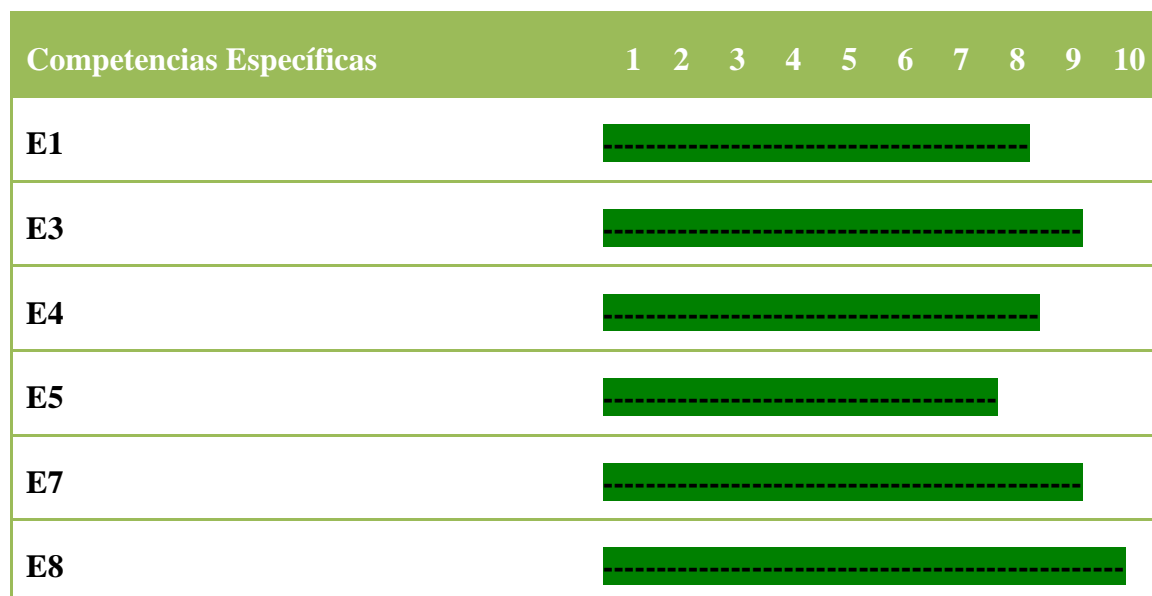 Competencias Específicas 1 2 3 4 5 6 7 8 9 10
E1 ----------------------------------------
E3 ---------------------------------------------
E4 -----------------------------------------
E5 -------------------------------------
E7 ---------------------------------------------
E8 -------------------------------------------------